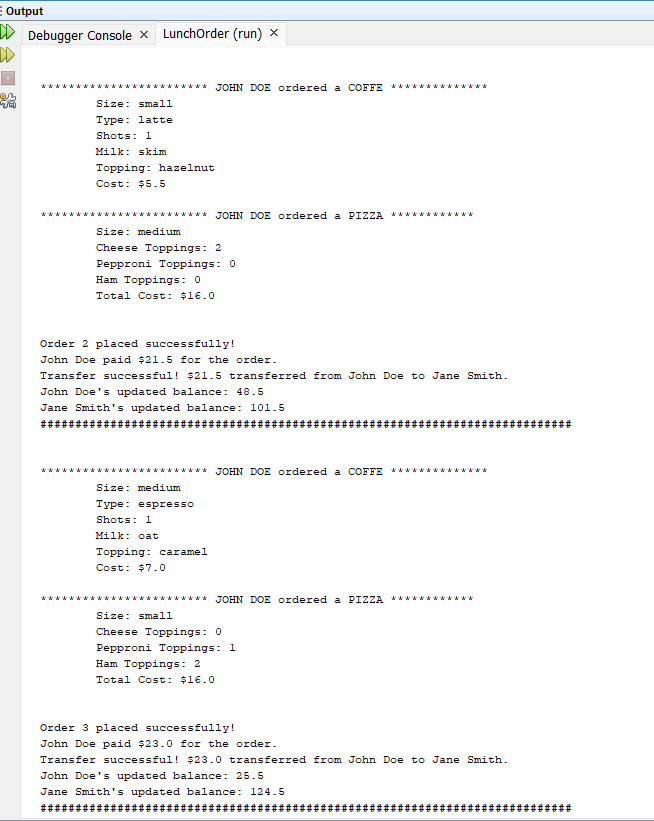 Output
Debugger Console × LunchOrder (run) ×
************************ JOHN DOE ordered a COFFE **************
Size: small
Type: latte
Shots: 1
Milk: skim
Topping: hazelnut
Cost: $5.5
************************ JOHN DOE ordered a PIZZA ************
Size: medium
Cheese Toppings: 2
Pepproni Toppings: 0
Ham Toppings: 0
Total Cost: $16.0
Order 2 placed successfully!
John Doe paid $21.5 for the order.
Transfer successful! $21.5 transferred from John Doe to Jane Smith.
John Doe's updated balance: 48.5
Jane Smith's updated balance: 101.5
############################################################################
************************ JOHN DOE ordered a COFFE **************
Size: medium
Type: espresso
Shots: 1
Milk: oat
Topping: caramel
Cost: $7.0
************************ JOHN DOE ordered a PIZZA ************
Size: small
Cheese Toppings: 0
Pepproni Toppings: 1
Ham Toppings: 2
Total Cost: $16.0
Order 3 placed successfully!
John Doe paid $23.0 for the order.
Transfer successful! $23.0 transferred from John Doe to Jane Smith.
John Doe's updated balance: 25.5
Jane Smith's updated balance: 124.5
############################################################################